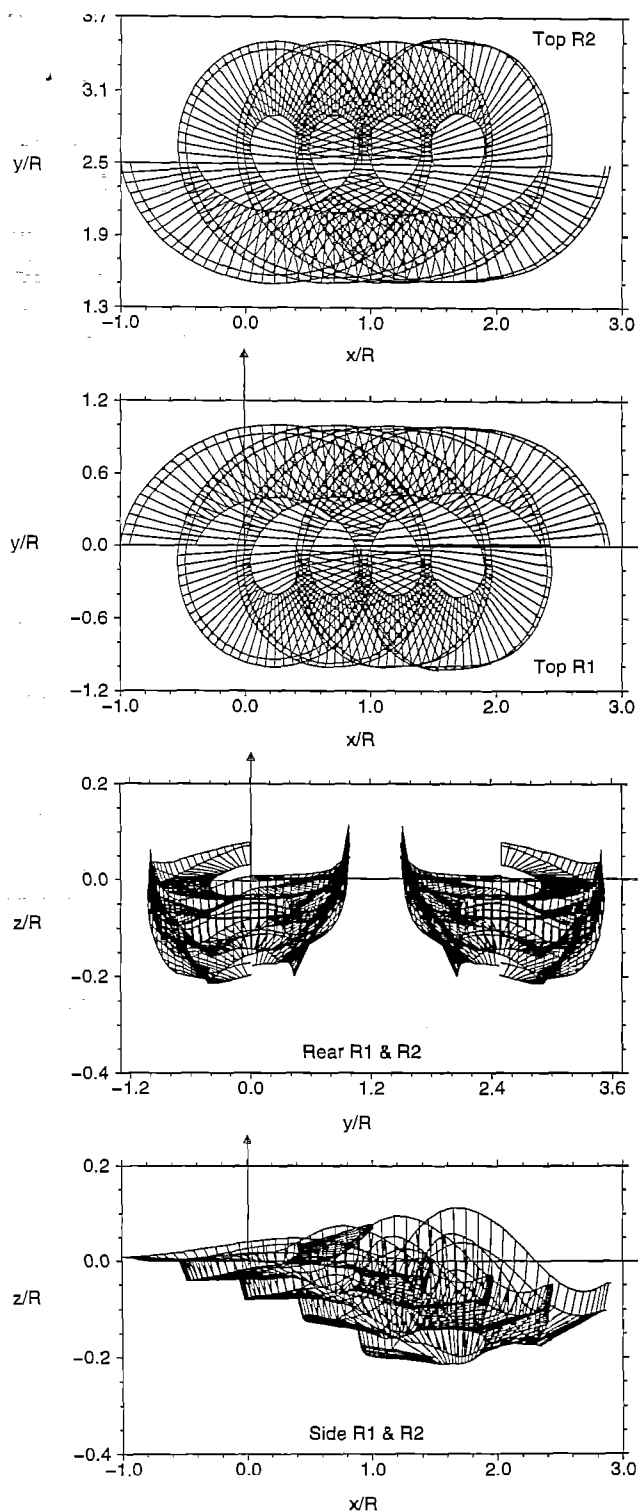 3.7
Top R2
3.1
y/R
2.5
1.9
1.3
-1.0 0.0 1.0 2.0 3.0
x/R
1.2
0.6
y/R
0.0
-0.6
Top R1
-1.2
-1.0 0.0 1.0 2.0 3.0
x/R
0.2
0.0
z/R
-0.2
Rear R1 & R2
-0.4
-1.2 0.0 1.2 2.4 3.6
y/R
0.2
0.0
z/R
-0.2
Side R1 & R2
-0.4
-1.0 0.0 1.0 2.0 3.0
x/R